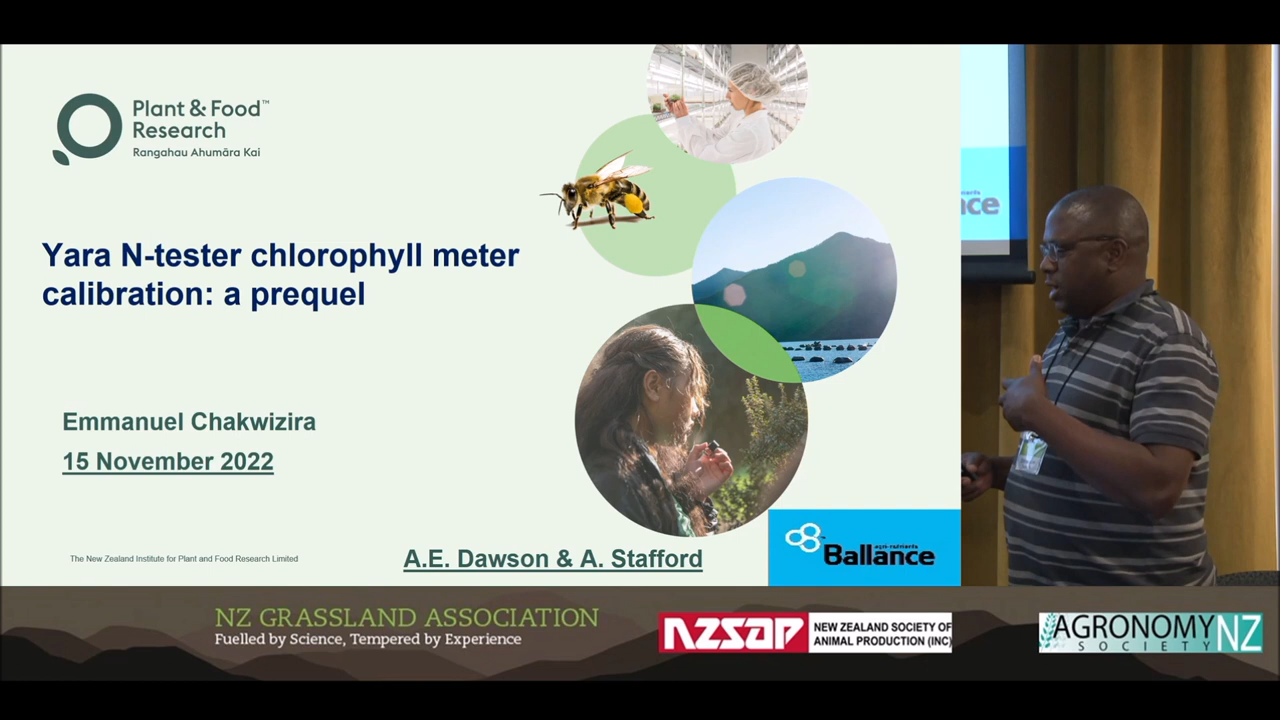 Plant & Food™
Research
Rangahau Ahumāra Kai
Yara N-tester chlorophyll meter
calibration: a prequel
Emmanuel Chakwizira
15 November 2022
The New Zealand Institute for Plant and Food Research Limited
A.E. Dawson & A. Stafford
agri-nutrients
Ballance
NZ GRASSLAND ASSOCIATION
Fuelled by Science, Tempered by Experience
NZSAP
NEW ZEALAND SOCIETY OF
ANIMAL PRODUCTION (INC)
AGRONOMY NZ
SOCIETY